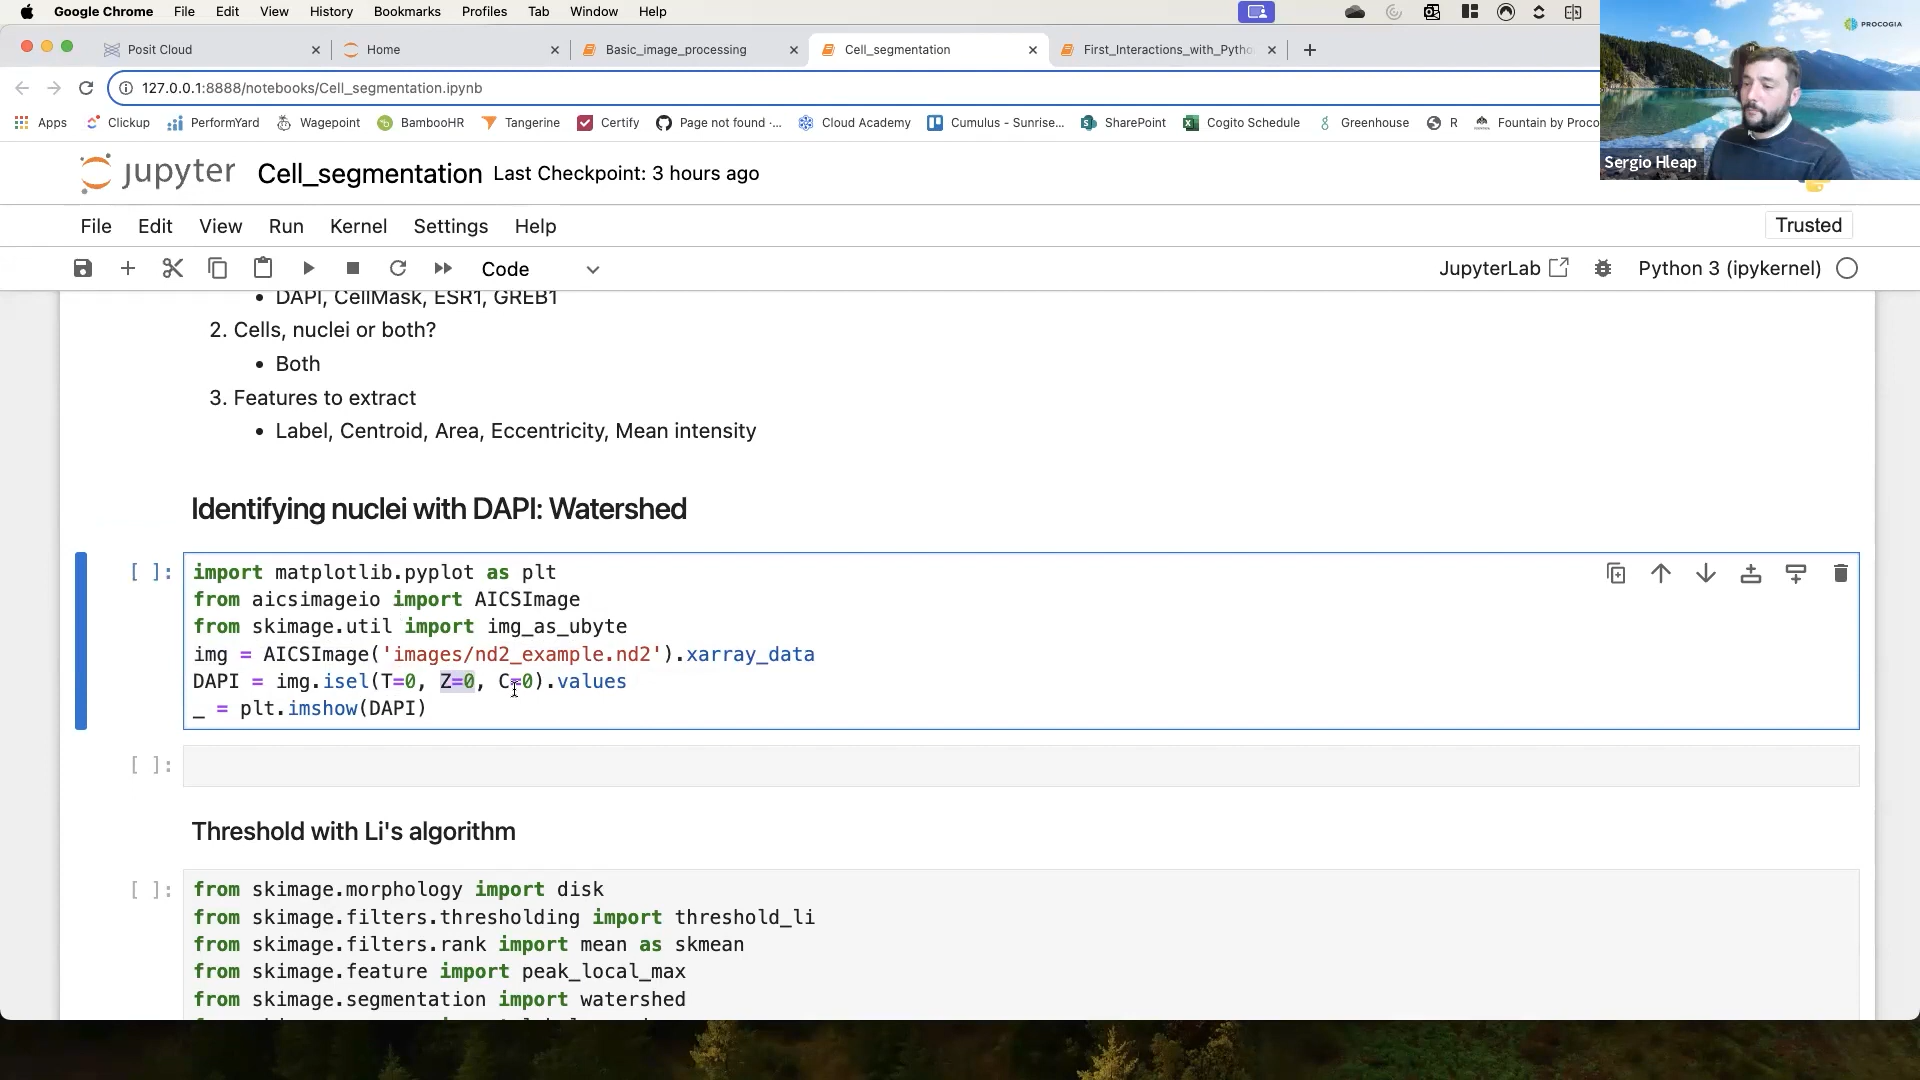 Google Chrome File Edit View History Bookmarks Profiles Tab Window Help
PROCOGIA
Posit Cloud Home Basic_image_processing Cell_segmentation First_Interactions_with_Pytho
127.0.0.1:8888/notebooks/Cell_segmentation.ipynb
Apps Clickup PerformYard Wagepoint BambooHR Tangerine Certify Page not found ·... Cloud Academy Cumulus - Sunrise... SharePoint Cogito Schedule Greenhouse R Fountain by Proco
Sergio Hleap
jupyter Cell_segmentation Last Checkpoint: 3 hours ago
File Edit View Run Kernel Settings Help Trusted
Code JupyterLab Python 3 (ipykernel)
• DAPI, CellMask, ESR1, GREB1
2. Cells, nuclei or both?
• Both
3. Features to extract
• Label, Centroid, Area, Eccentricity, Mean intensity
Identifying nuclei with DAPI: Watershed
[ ]: import matplotlib.pyplot as plt
from aicsimageio import AICSImage
from skimage.util import img_as_ubyte
img = AICSImage('images/nd2_example.nd2').xarray_data
DAPI = img.isel(T=0, Z=0, C=0).values
_ = plt.imshow(DAPI)
[ ]:
Threshold with Li's algorithm
[ ]: from skimage.morphology import disk
from skimage.filters.thresholding import threshold_li
from skimage.filters.rank import mean as skmean
from skimage.feature import peak_local_max
from skimage.segmentation import watershed